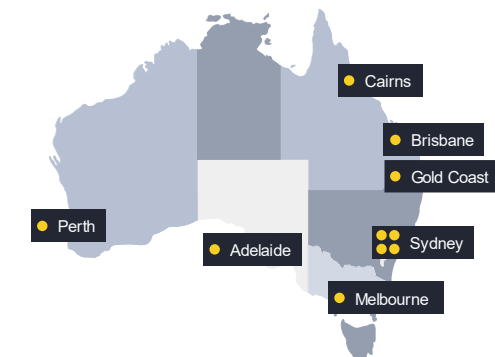 Cairns
Brisbane
Gold Coast
Perth
Sydney
Adelaide
Melbourne